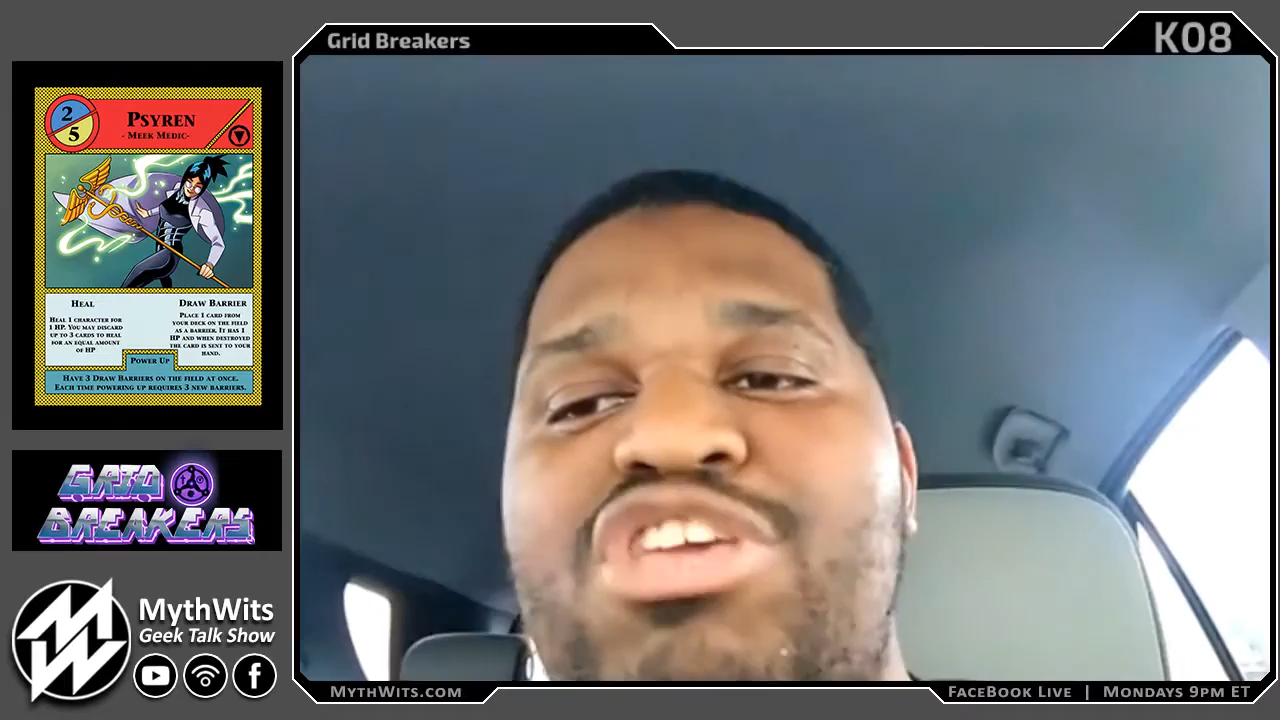 Grid Breakers
K08
2
5
PSYREN
- MEEK MEDIC-
HEAL
HEAL 1 CHARACTER FOR
1 HP. YOU MAY DISCARD
UP TO 3 CARDS TO HEAL
FOR AN EQUAL AMOUNT
OF HP
DRAW BARRIER
PLACE 1 CARD FROM
YOUR DECK ON THE FIELD
AS A BARRIER. IT HAS 1
HP AND WHEN DESTROYED
THE CARD IS SENT TO YOUR
HAND.
POWER UP
HAVE 3 DRAW BARRIERS ON THE FIELD AT ONCE.
EACH TIME POWERING UP REQUIRES 3 NEW BARRIERS.
GRID
BREAKERS
MythWits
Geek Talk Show
MYTHWITS.COM
FACEBOOK LIVE | MONDAYS 9PM ET